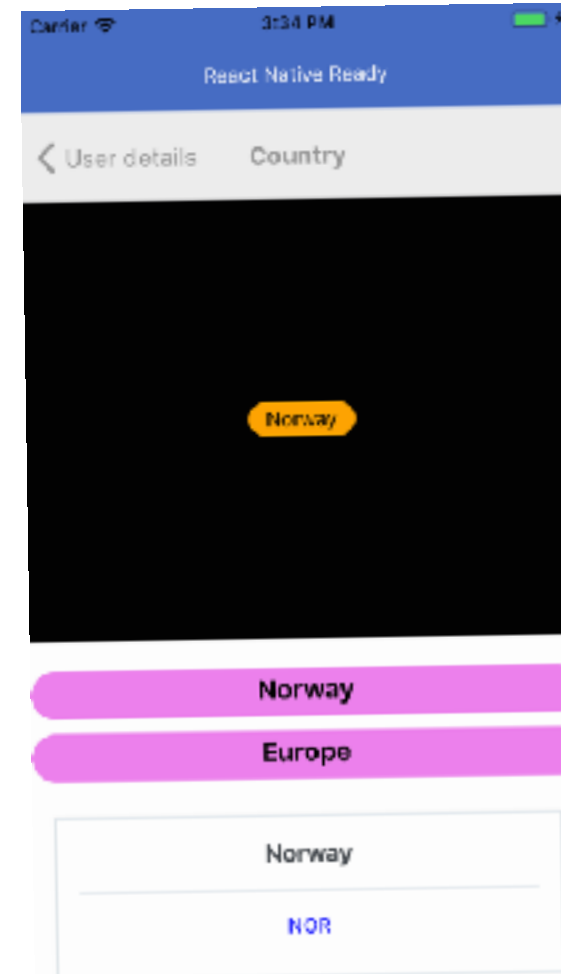 Carrier 3:34 PM
React Native Ready
User details Country
Norway
Norway
Europe
Norway
NOR